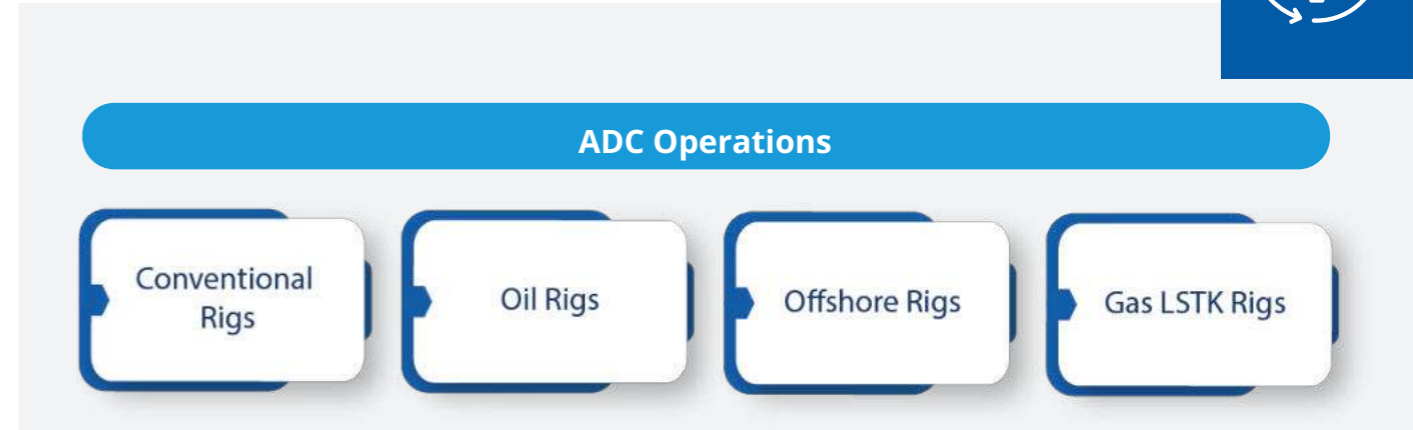 ADC Operations
Conventional
Rigs
Oil Rigs
Offshore Rigs
Gas LSTK Rigs